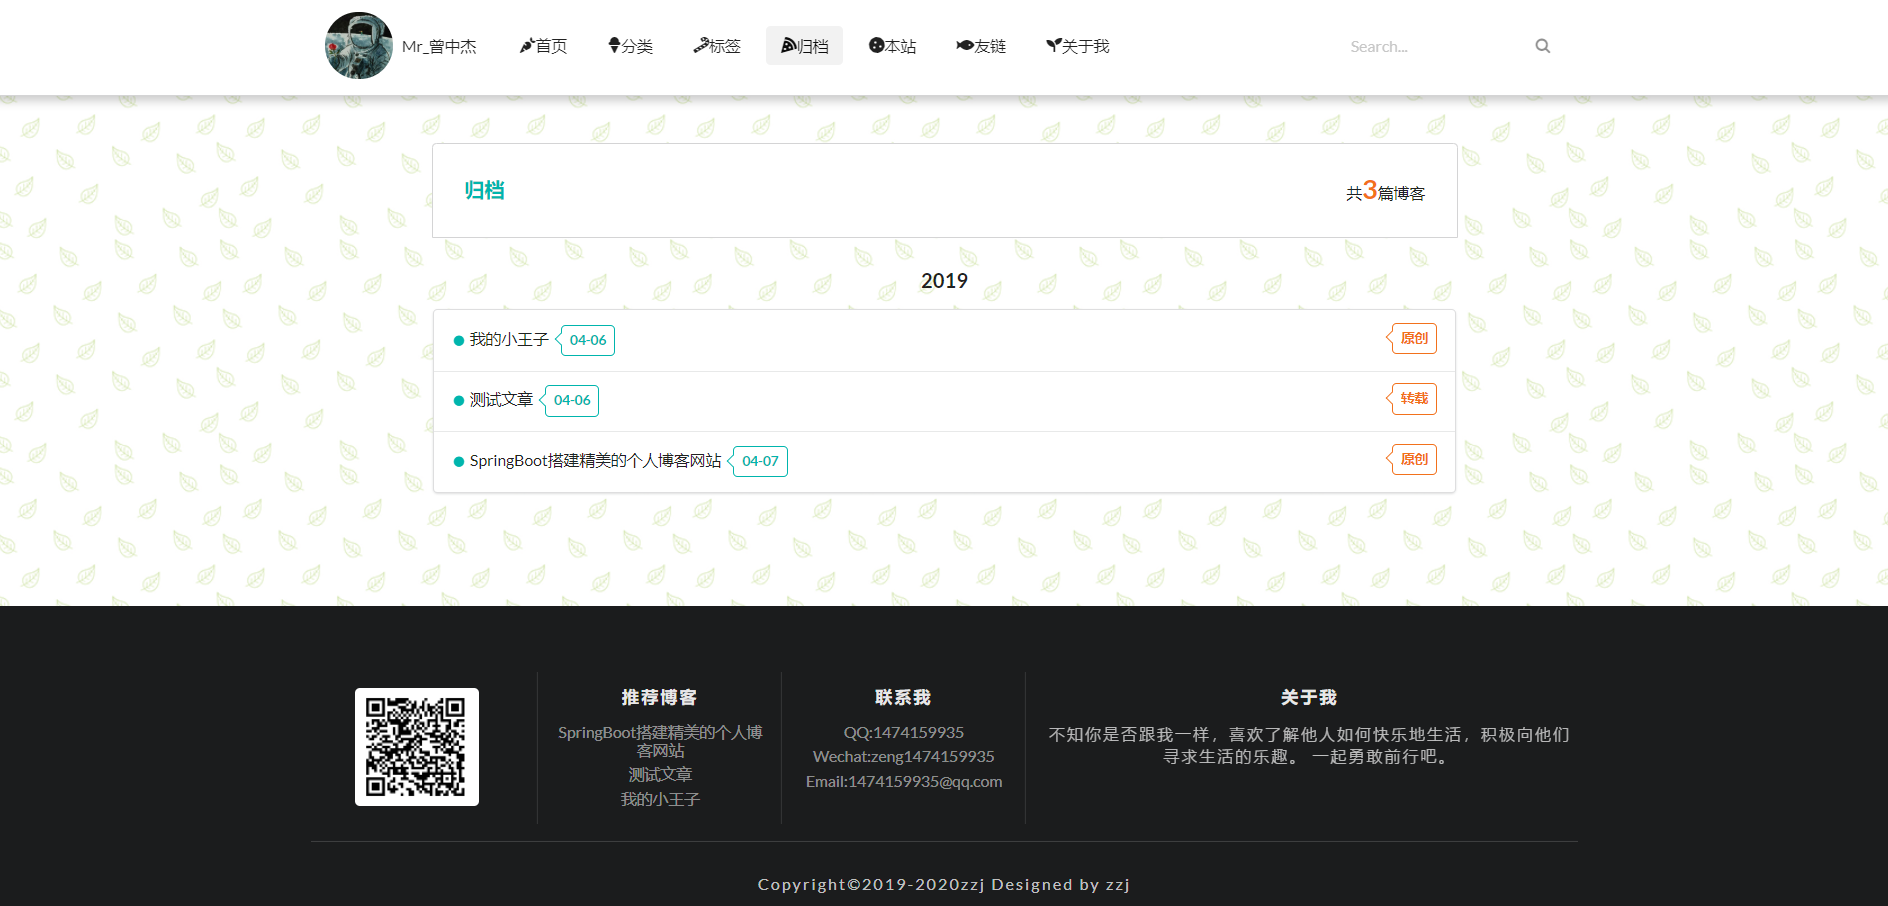 Mr_曾中杰 首页 分类 标签 归档 本站 友链 关于我 Search...
归档 共3篇博客
2019
我的小王子 04-06 原创
测试文章 04-06 转载
SpringBoot搭建精美的个人博客网站 04-07 原创
推荐博客
SpringBoot搭建精美的个人博
客网站
测试文章
我的小王子
联系我
QQ:1474159935
Wechat:zeng1474159935
Email:1474159935@qq.com
关于我
不知你是否跟我一样，喜欢了解他人如何快乐地生活，积极向他们
寻求生活的乐趣。 一起勇敢前行吧。
Copyright©2019-2020zzj Designed by zzj